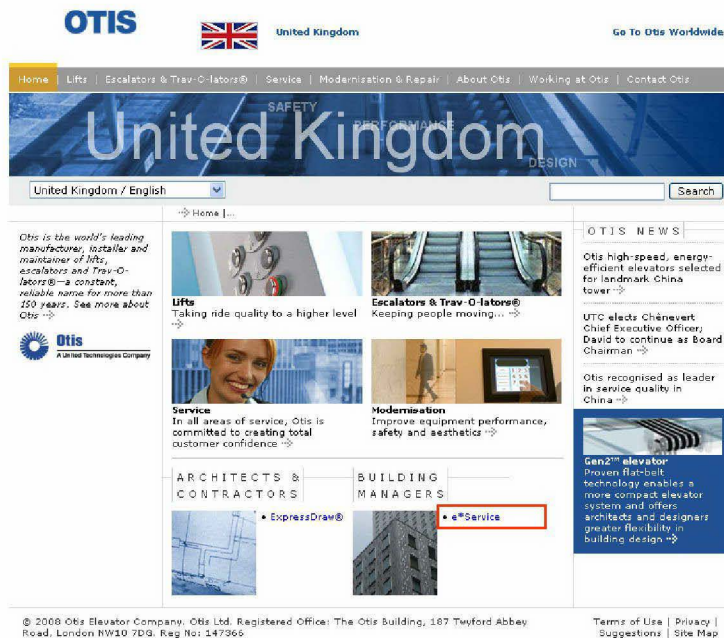 OTIS
United Kingdom
Go To Otis Worldwide
Home | Lifts | Escalators & Trav-O-lators® | Service | Modernisation & Repair | About Otis | Working at Otis | Contact Otis
SAFETY
PERFORMANCE
United Kingdom
DESIGN
United Kingdom / English
Search
Home |...
Otis is the world's leading
manufacturer, installer and
maintainer of lifts,
escalators and Trav-O-
lators®—a constant,
reliable name for more than
150 years. See more about
Otis
Otis
A United Technologies Company
Lifts
Taking ride quality to a higher level
Escalators & Trav-O-lators®
Keeping people moving...
Service
In all areas of service, Otis is
committed to creating total
customer confidence
Modernisation
Improve equipment performance,
safety and aesthetics
ARCHITECTS &
CONTRACTORS
• ExpressDraw®
BUILDING
MANAGERS
• e*Service
OTIS NEWS
Otis high-speed, energy-
efficient elevators selected
for landmark China
tower
UTC elects Chênevert
Chief Executive Officer;
David to continue as Board
Chairman
Otis recognised as leader
in service quality in
China
Gen2™ elevator
Proven flat-belt
technology enables a
more compact elevator
system and offers
architects and designers
greater flexibility in
building design
© 2008 Otis Elevator Company. Otis Ltd. Registered Office: The Otis Building, 187 Twyford Abbey
Road, London NW10 7DG. Reg No: 147366
Terms of Use | Privacy |
Suggestions | Site Map